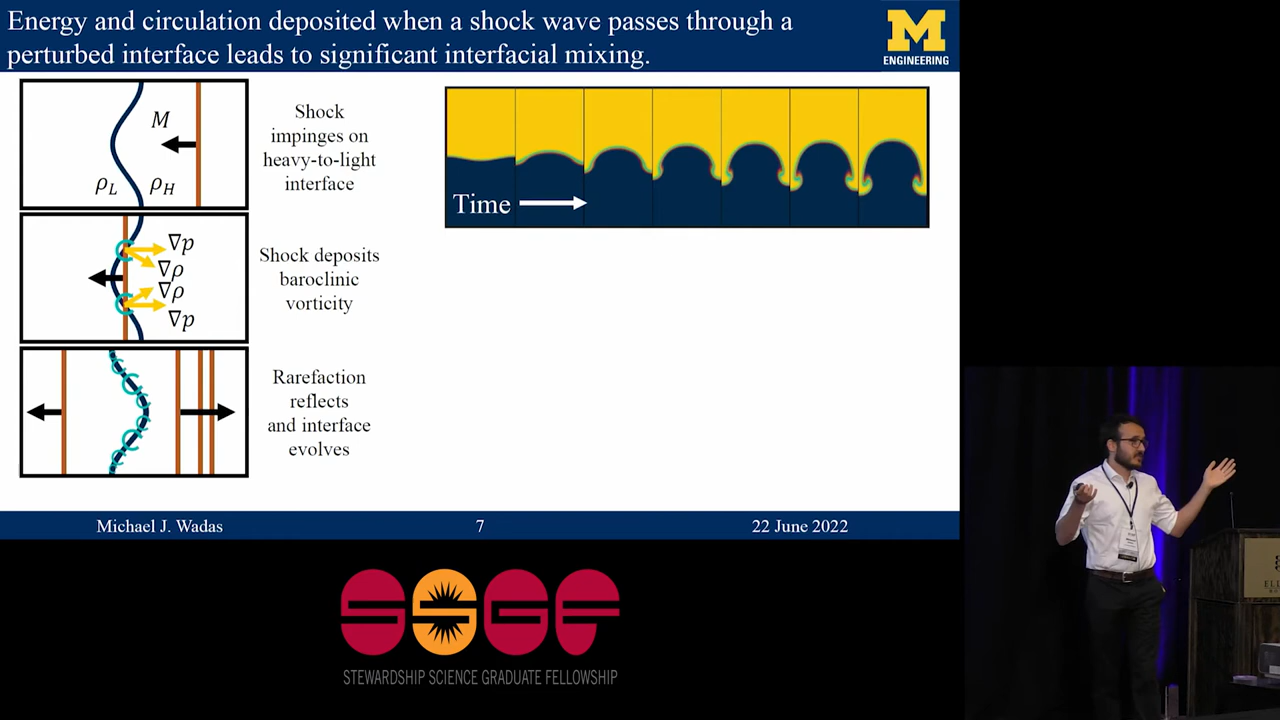 Energy and circulation deposited when a shock wave passes through a
perturbed interface leads to significant interfacial mixing.
M
ENGINEERING
M
ρL ρH
Shock
impinges on
heavy-to-light
interface
Time
∇p
∇ρ
∇ρ
∇p
Shock deposits
baroclinic
vorticity
Rarefaction
reflects
and interface
evolves
Michael J. Wadas 7 22 June 2022
SSGF
STEWARDSHIP SCIENCE GRADUATE FELLOWSHIP